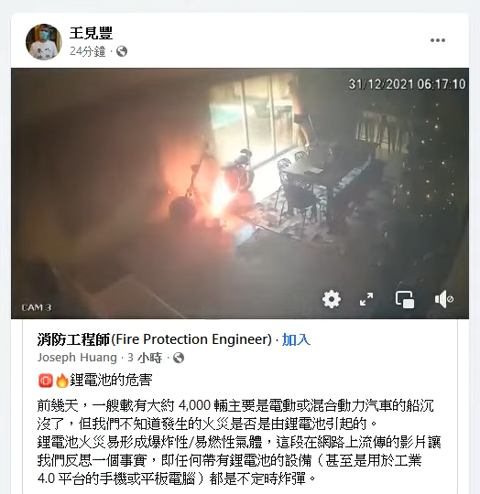 王見豐
24分鐘 ·
31/12/2021 06:17:10
CAM 3
消防工程師(Fire Protection Engineer) · 加入
Joseph Huang · 3 小時 ·
鋰電池的危害
前幾天，一艘載有大約 4,000 輛主要是電動或混合動力汽車的船沉
沒了，但我們不知道發生的火災是否是由鋰電池引起的。
鋰電池火災易形成爆炸性/易燃性氣體，這段在網路上流傳的影片讓
我們反思一個事實，即任何帶有鋰電池的設備（甚至是用於工業
4.0 平台的手機或平板電腦）都是不定時炸彈。